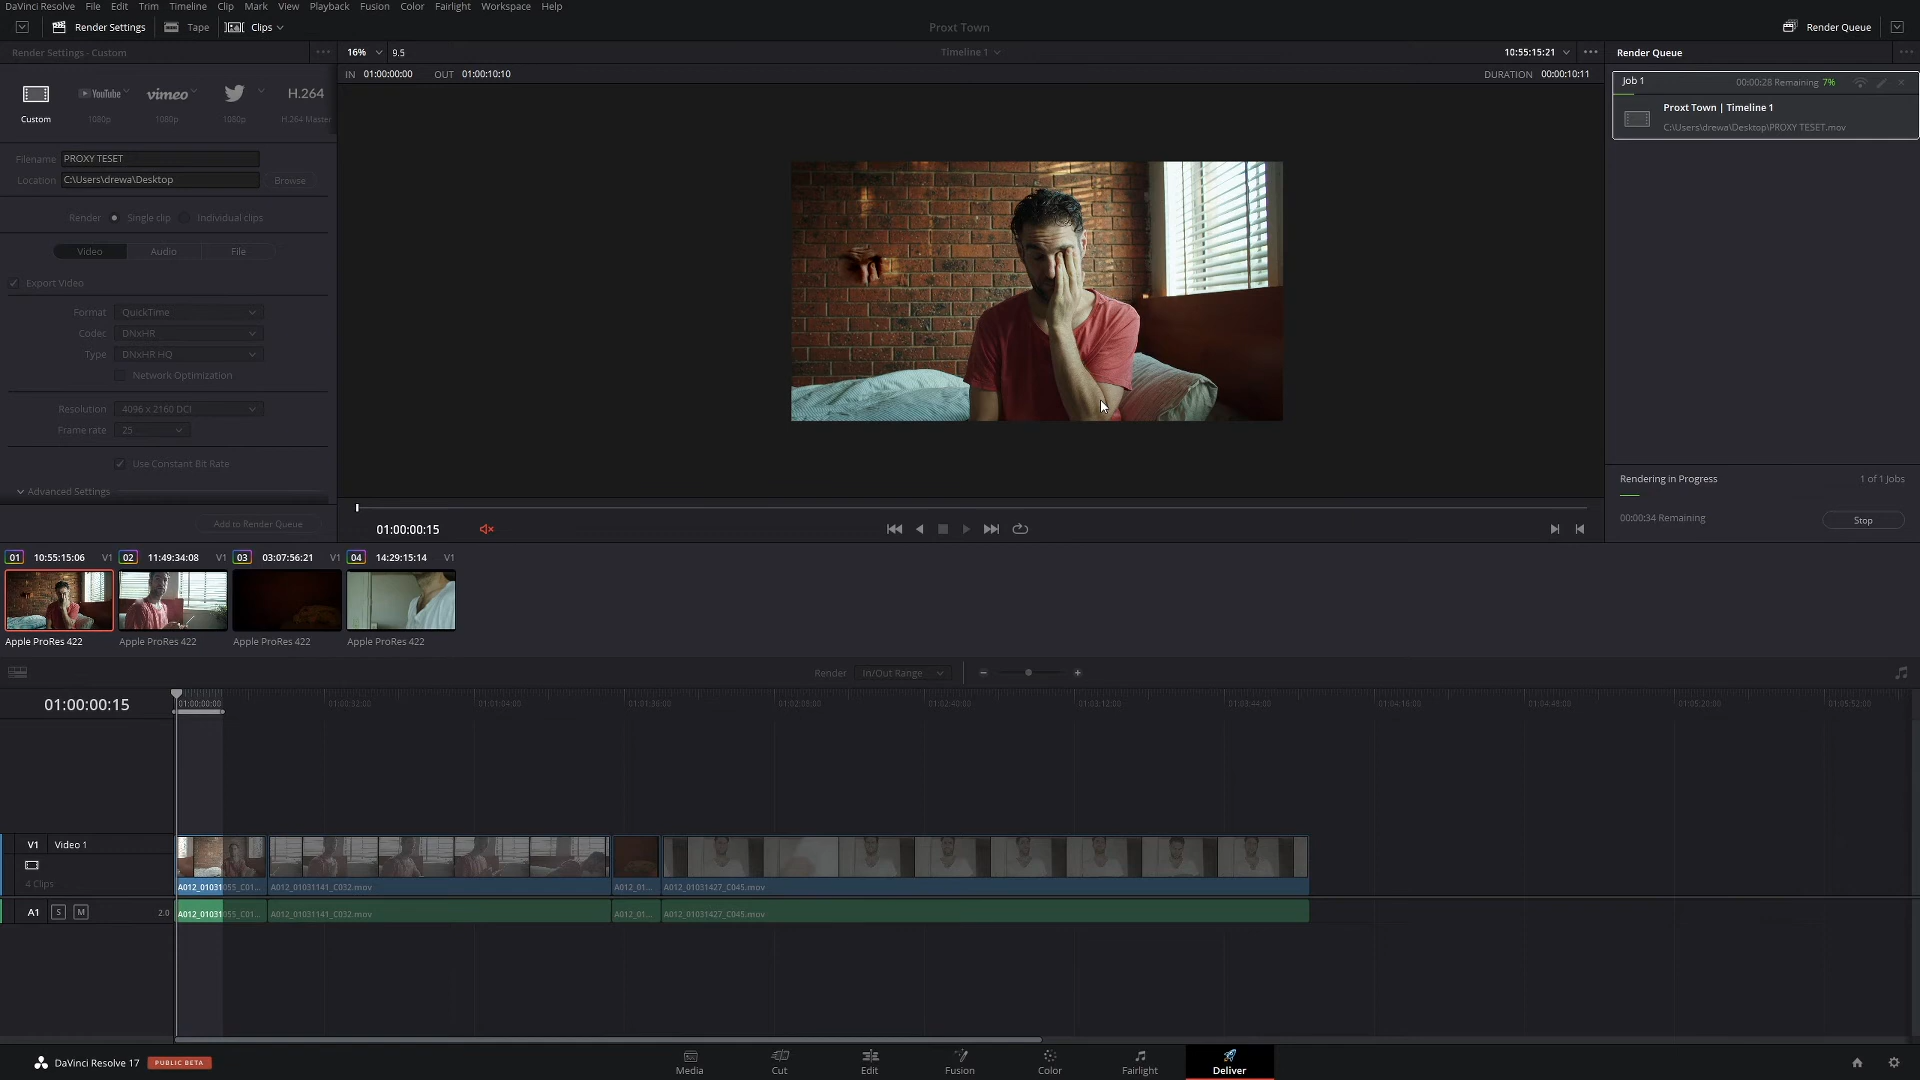 DaVinci Resolve File Edit Trim Timeline Clip Mark View Playback Fusion Color Fairlight Workspace Help
Render Settings Tape Clips Proxt Town Render Queue
Render Settings - Custom 16% 9.5 Timeline 1 10:55:15:21 Render Queue
IN 01:00:00:00 OUT 01:00:10:10 DURATION 00:00:10:11
Job 1 00:00:28 Remaining 7%
Proxt Town | Timeline 1
C:\Users\drewa\Desktop\PROXY TESET.mov
YouTube vimeo H.264
Custom 1080p 1080p 1080p H.264 Master
Filename PROXY TESET
Location C:\Users\drewa\Desktop Browse
Render Single clip Individual clips
Video Audio File
Export Video
Format QuickTime
Codec DNxHR
Type DNxHR HQ
Network Optimization
Resolution 4096 x 2160 DCI
Frame rate 25
Use Constant Bit Rate
Advanced Settings
Add to Render Queue
Rendering in Progress 1 of 1 Jobs
00:00:34 Remaining Stop
01:00:00:15
01 10:55:15:06 V1 02 11:49:34:08 V1 03 03:07:56:21 V1 04 14:29:15:14 V1
Apple ProRes 422 Apple ProRes 422 Apple ProRes 422 Apple ProRes 422
Render In/Out Range
01:00:00:15 01:00:00:00 01:00:32:00 01:01:04:00 01:01:36:00 01:02:08:00 01:02:40:00 01:03:12:00 01:03:44:00 01:04:16:00 01:04:48:00 01:05:20:00 01:05:52:00
V1 Video 1
4 Clips A012_01031055_C01... A012_01031141_C032.mov A012_01... A012_01031427_C045.mov
A1 S M 2.0 A012_01031055_C01... A012_01031141_C032.mov A012_01... A012_01031427_C045.mov
DaVinci Resolve 17 PUBLIC BETA Media Cut Edit Fusion Color Fairlight Deliver